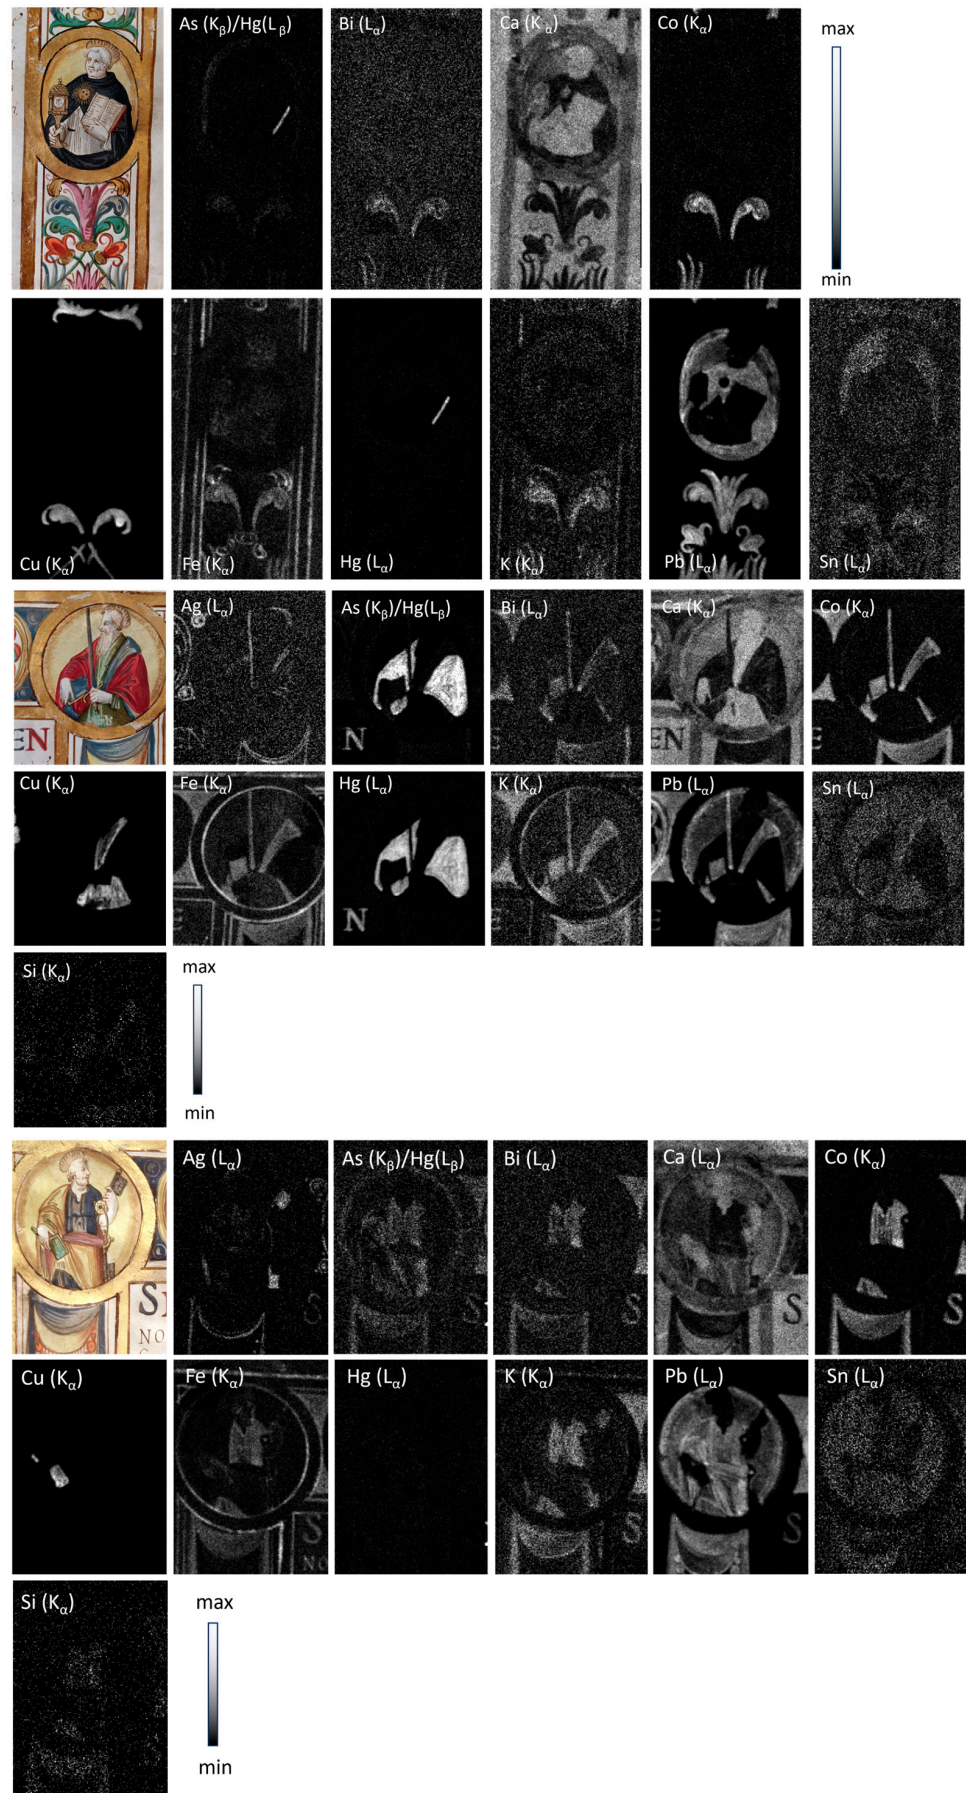 As (Kβ)/Hg(Lβ) Bi (Lα) Ca (Kα) Co (Kα)
max
min
Cu (Kα) Fe (Kα) Hg (Lα) K (Kα) Pb (Lα) Sn (Lα)
Ag (Lα) As (Kβ)/Hg(Lβ) Bi (Lα) Ca (Kα) Co (Kα)
EN N EN E
Cu (Kα) Fe (Kα) Hg (Lα) K (Kα) Pb (Lα) Sn (Lα)
N E
Si (Kα)
max
min
Ag (Lα) As (Kβ)/Hg(Lβ) Bi (Lα) Ca (Lα) Co (Kα)
S S S S
NO
Cu (Kα) Fe (Kα) Hg (Lα) K (Kα) Pb (Lα) Sn (Lα)
S S S
NO
Si (Kα)
max
min